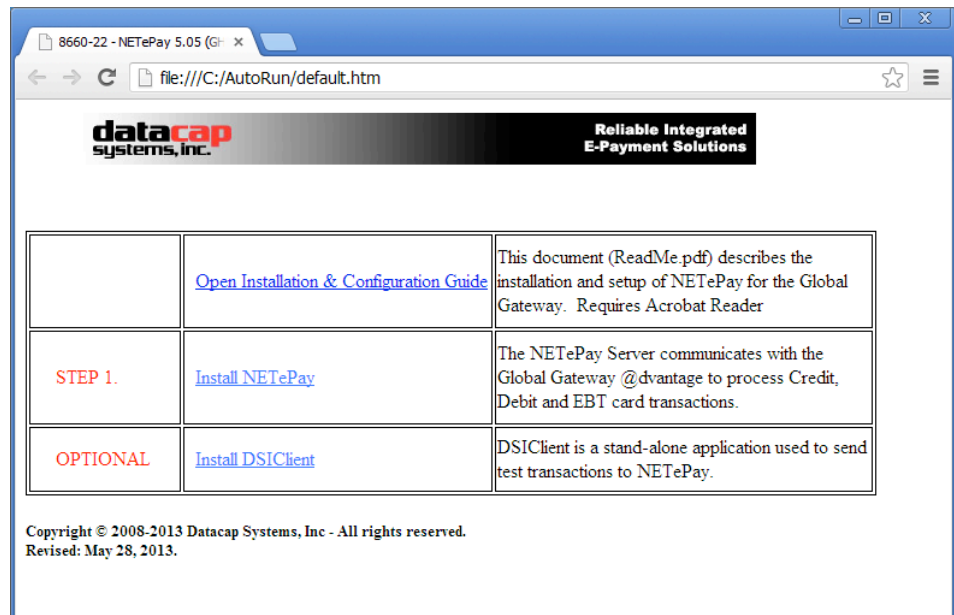 8660-22 - NETePay 5.05 (GH
file:///C:/AutoRun/default.htm
datacap
systems, inc.
Reliable Integrated
E-Payment Solutions
Open Installation & Configuration Guide
This document (ReadMe.pdf) describes the
installation and setup of NETePay for the Global
Gateway.  Requires Acrobat Reader
STEP 1.
Install NETePay
The NETePay Server communicates with the
Global Gateway @dvantage to process Credit,
Debit and EBT card transactions.
OPTIONAL
Install DSIClient
DSIClient is a stand-alone application used to send
test transactions to NETePay.
Copyright © 2008-2013 Datacap Systems, Inc - All rights reserved.
Revised: May 28, 2013.